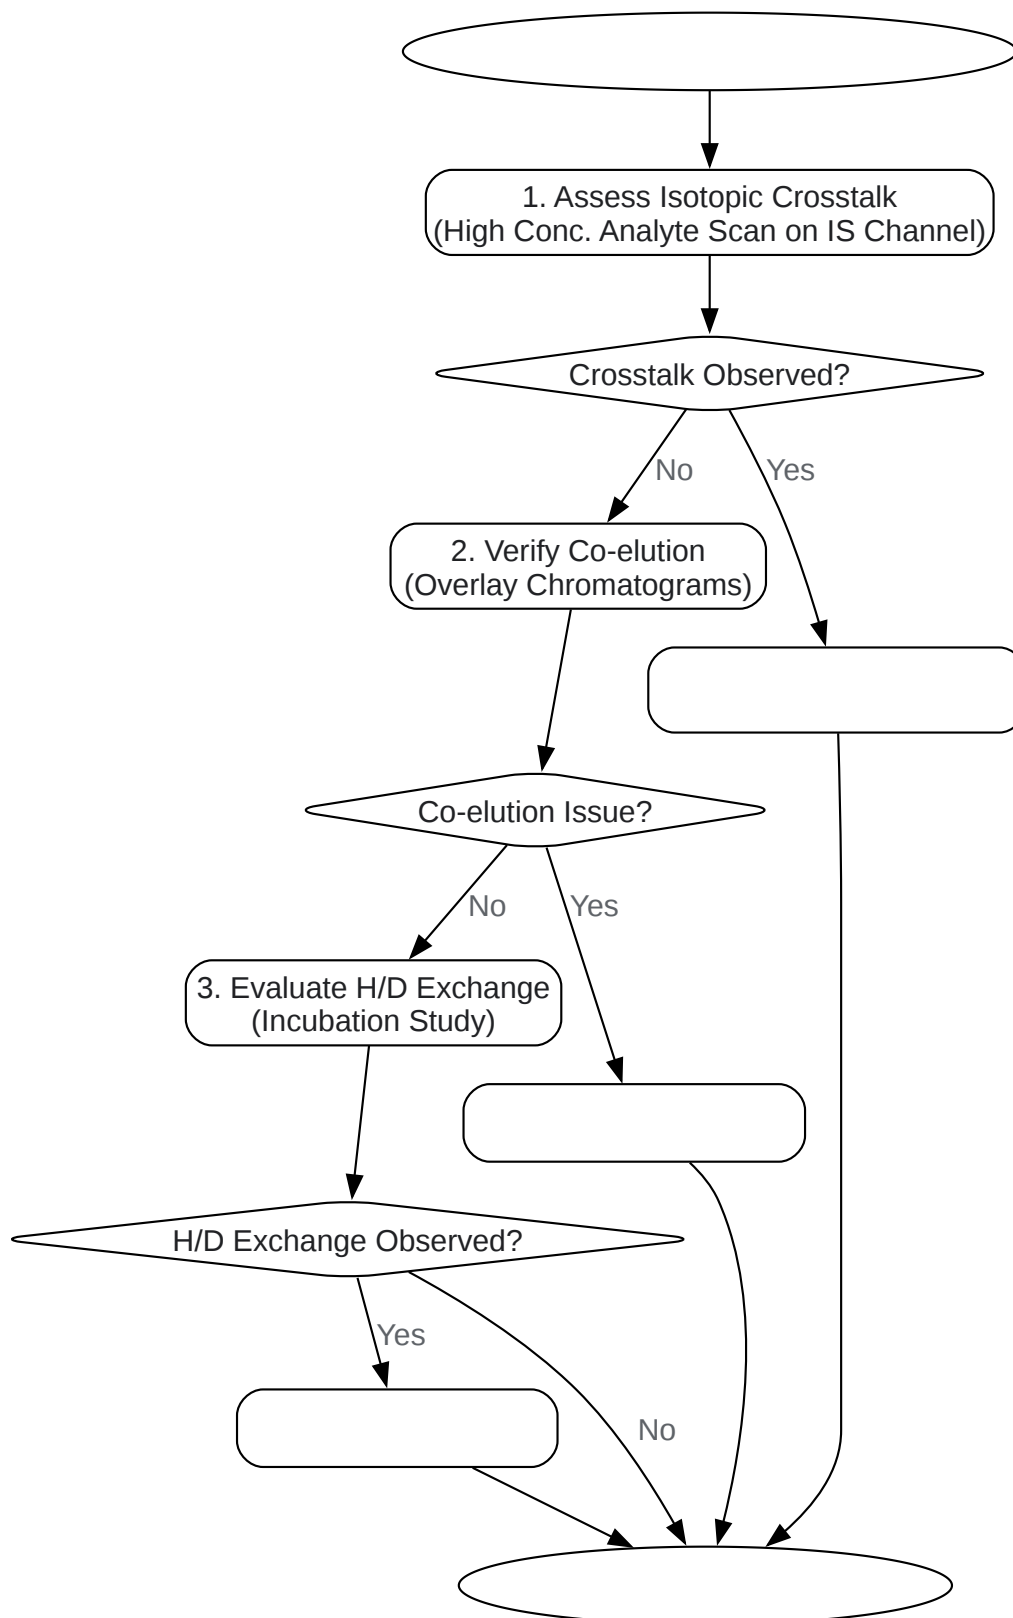 1. Assess Isotopic Crosstalk
(High Conc. Analyte Scan on IS Channel)
Crosstalk Observed?
No
Yes
2. Verify Co-elution
(Overlay Chromatograms)
Co-elution Issue?
No
Yes
3. Evaluate H/D Exchange
(Incubation Study)
H/D Exchange Observed?
Yes
No